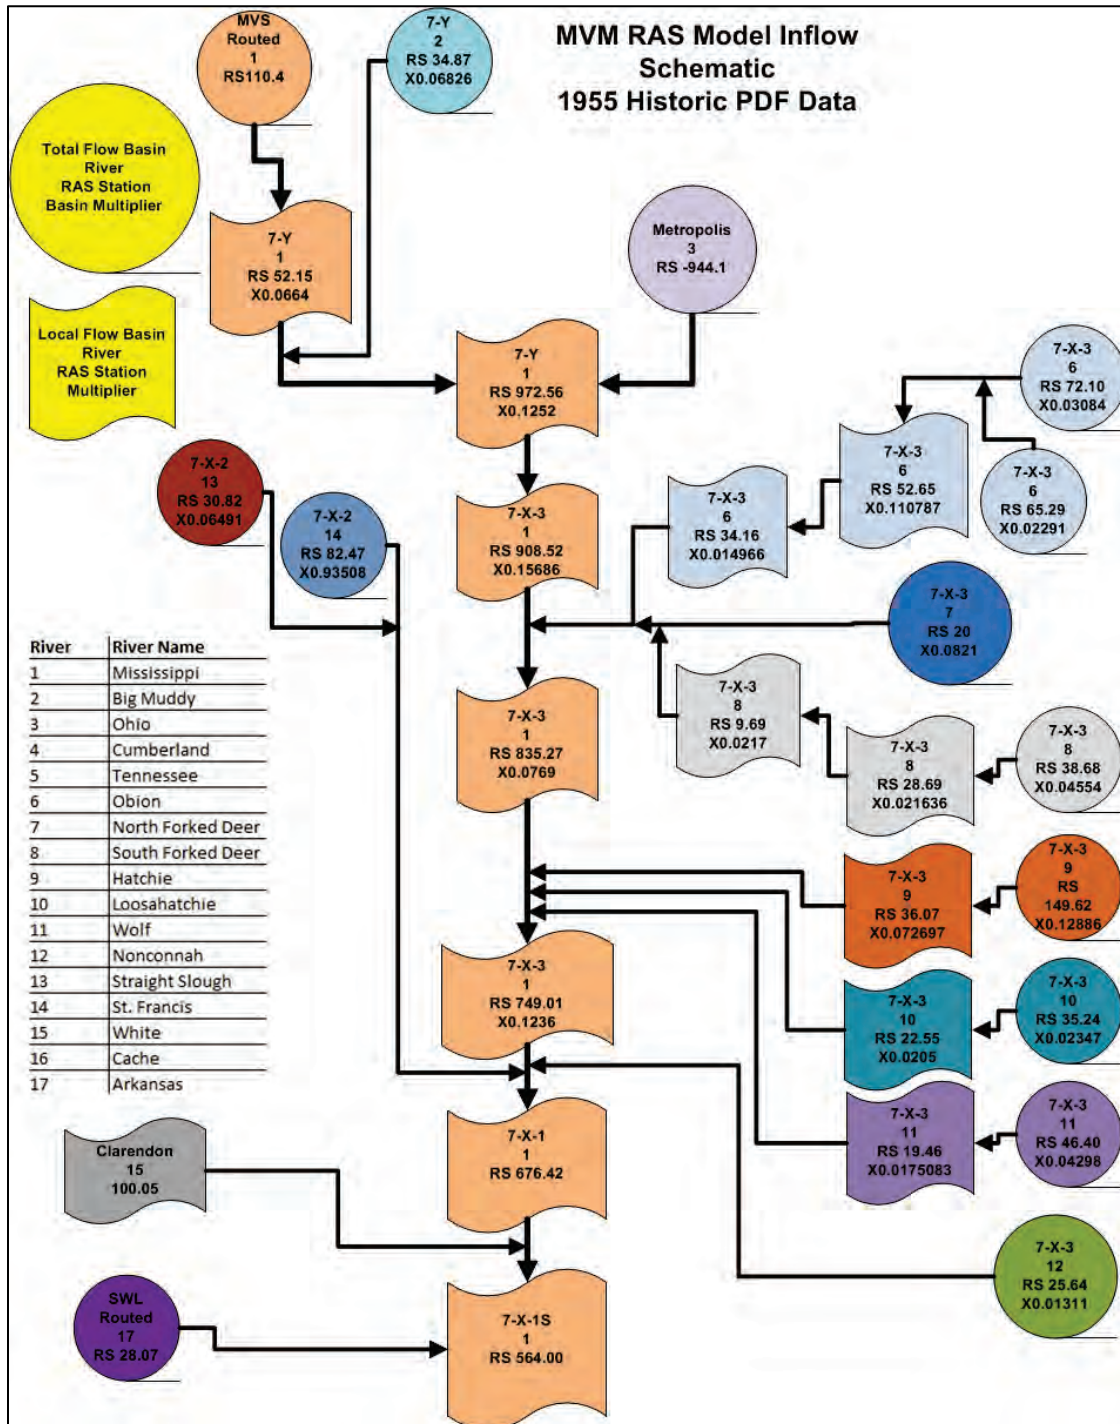 MVM RAS Model Inflow
Schematic
1955 Historic PDF Data
MVS
Routed
1
RS110.4
7-Y
2
RS 34.87
X0.06826
Total Flow Basin
River
RAS Station
Basin Multiplier
7-Y
1
RS 52.15
X0.0664
Metropolis
3
RS -944.1
Local Flow Basin
River
RAS Station
Multiplier
7-Y
1
RS 972.56
X0.1252
7-X-3
6
RS 72.10
X0.03084
7-X-3
6
RS 65.29
X0.02291
7-X-3
6
RS 52.65
X0.110787
7-X-3
6
RS 34.16
X0.014966
7-X-2
13
RS 30.82
X0.06491
7-X-2
14
RS 82.47
X0.93508
7-X-3
1
RS 908.52
X0.15686
7-X-3
7
RS 20
X0.0821
7-X-3
8
RS 9.69
X0.0217
7-X-3
8
RS 28.69
X0.021636
7-X-3
8
RS 38.68
X0.04554
7-X-3
1
RS 835.27
X0.0769
River River Name
1 Mississippi
2 Big Muddy
3 Ohio
4 Cumberland
5 Tennessee
6 Obion
7 North Forked Deer
8 South Forked Deer
9 Hatchie
10 Loosahatchie
11 Wolf
12 Nonconnah
13 Straight Slough
14 St. Francis
15 White
16 Cache
17 Arkansas
7-X-3
9
RS 36.07
X0.072697
7-X-3
9
RS
149.62
X0.12886
7-X-3
1
RS 749.01
X0.1236
7-X-3
10
RS 22.55
X0.0205
7-X-3
10
RS 35.24
X0.02347
7-X-3
11
RS 19.46
X0.0175083
7-X-3
11
RS 46.40
X0.04298
7-X-1
1
RS 676.42
Clarendon
15
100.05
7-X-3
12
RS 25.64
X0.01311
SWL
Routed
17
RS 28.07
7-X-1S
1
RS 564.00